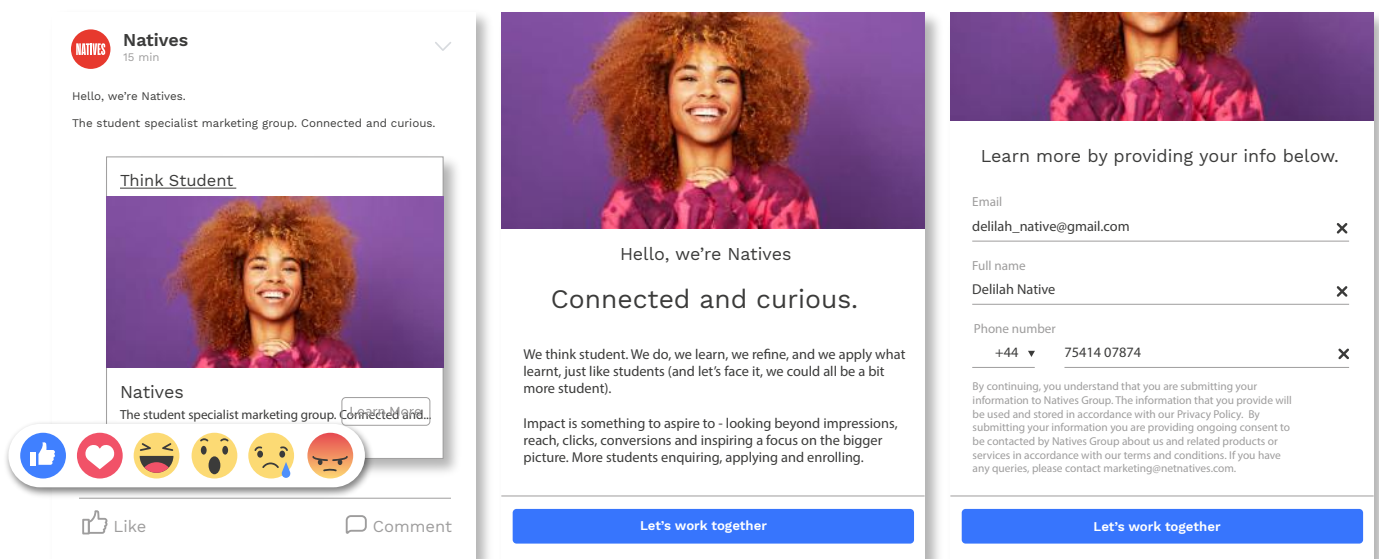 NATIVES
Natives
15 min
Hello, we're Natives.
The student specialist marketing group. Connected and curious.
Think Student
Natives
Learn More
The student specialist marketing group. Connected and...
Like
Comment
Hello, we're Natives
Connected and curious.
We think student. We do, we learn, we refine, and we apply what
learnt, just like students (and let's face it, we could all be a bit
more student).
Impact is something to aspire to - looking beyond impressions,
reach, clicks, conversions and inspiring a focus on the bigger
picture. More students enquiring, applying and enrolling.
Let's work together
Learn more by providing your info below.
Email
delilah_native@gmail.com
Full name
Delilah Native
Phone number
+44 75414 07874
By continuing, you understand that you are submitting your
information to Natives Group. The information that you provide will
be used and stored in accordance with our Privacy Policy. By
submitting your information you are providing ongoing consent to
be contacted by Natives Group about us and related products or
services in accordance with our terms and conditions. If you have
any queries, please contact marketing@netnatives.com.
Let's work together